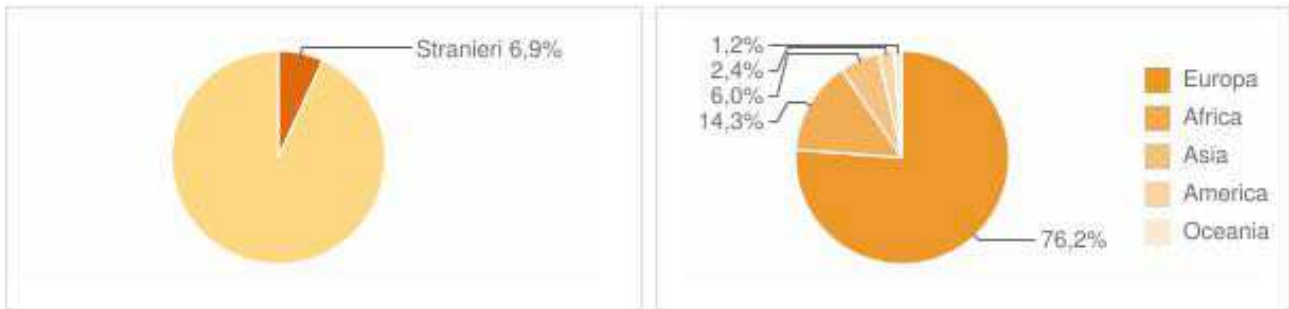 Stranieri 6,9%
1,2%
2,4%
6,0%
14,3%
76,2%
Europa
Africa
Asia
America
Oceania